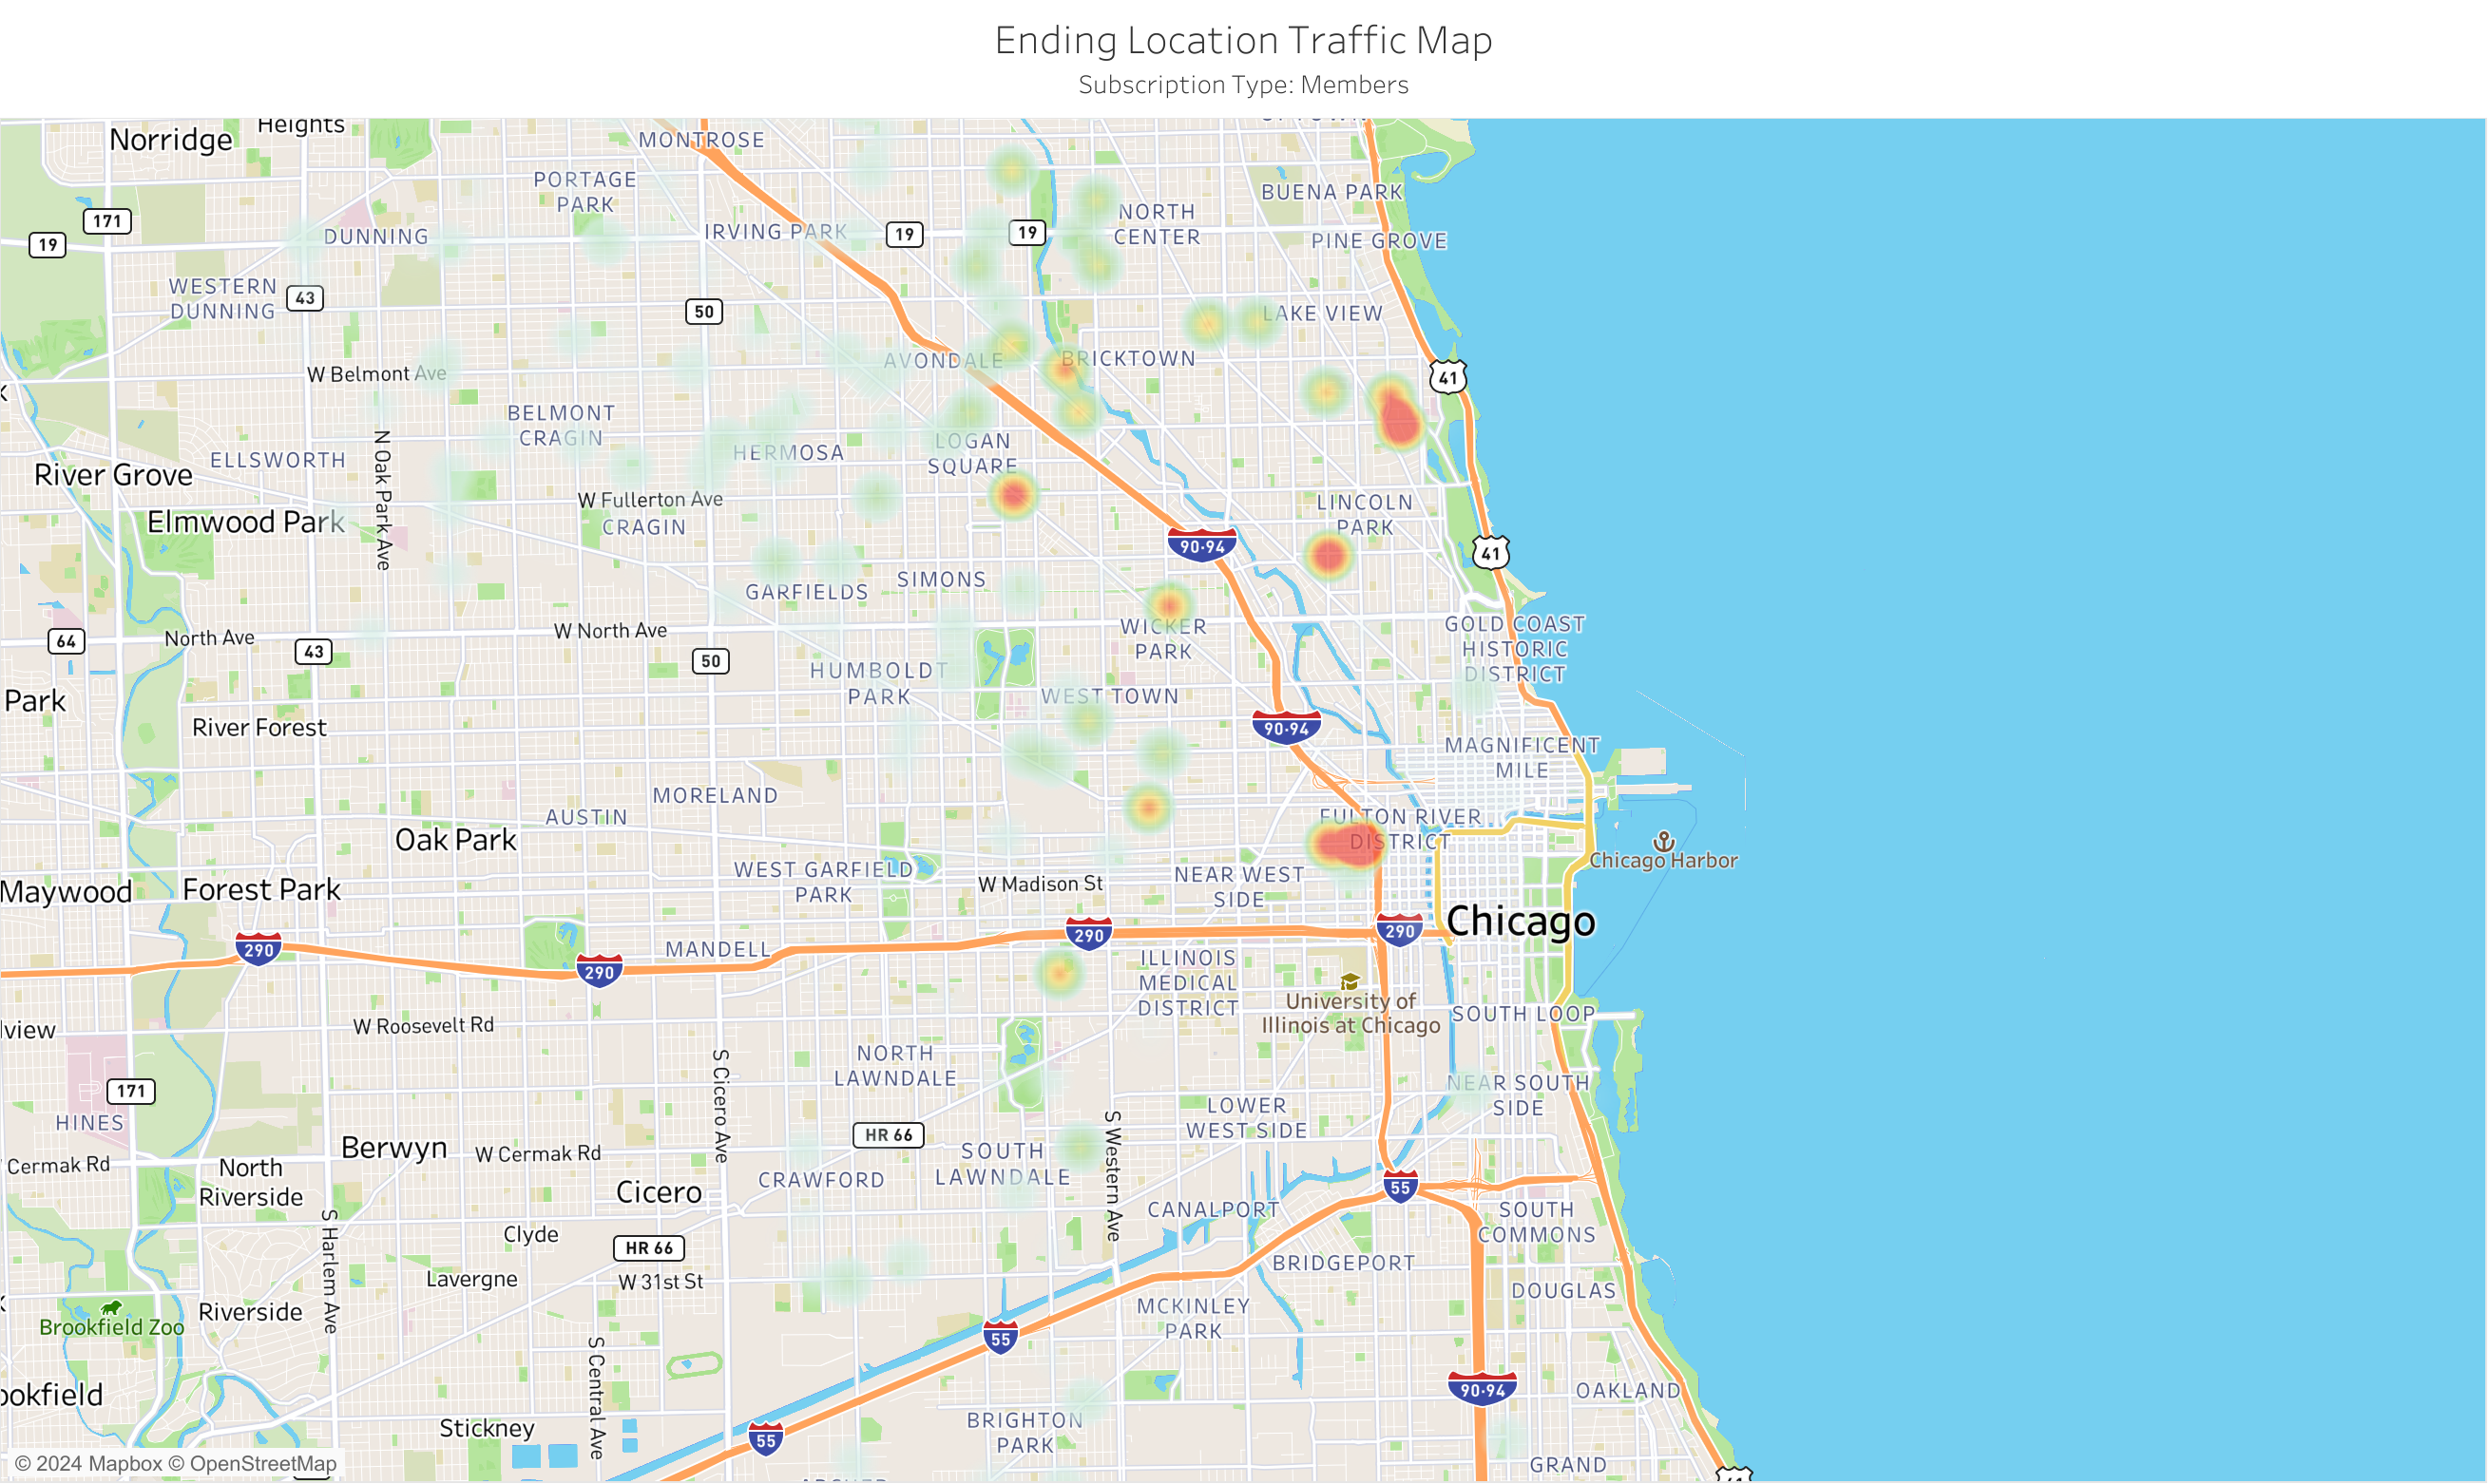 Ending Location Traffic Map
Subscription Type: Members
Heights
Norridge
MONTROSE
PORTAGE
PARK
BUENA PARK
171
19
DUNNING
IRVING PARK
19
19
NORTH
CENTER
PINE GROVE
WESTERN
DUNNING
43
50
LAKE VIEW
W Belmont Ave
AVONDALE
BRICKTOWN
41
BELMONT
CRAGIN
N Oak Park Ave
HERMOSA
LOGAN
SQUARE
ELLSWORTH
River Grove
W Fullerton Ave
CRAGIN
LINCOLN
PARK
Elmwood Park
90-94
41
GARFIELDS
SIMONS
64
North Ave
43
W North Ave
50
WICKER
PARK
GOLD COAST
HISTORIC
DISTRICT
Park
River Forest
HUMBOLDT
PARK
WEST TOWN
90-94
MAGNIFICENT
MILE
MORELAND
AUSTIN
Oak Park
FULTON RIVER
DISTRICT
Chicago Harbor
Maywood
Forest Park
WEST GARFIELD
PARK
W Madison St
NEAR WEST
SIDE
Chicago
290
290
MANDELL
290
290
ILLINOIS
MEDICAL
DISTRICT
University of
Illinois at Chicago
SOUTH LOOP
lview
W Roosevelt Rd
NORTH
LAWNDALE
S Cicero Ave
171
HINES
NEAR SOUTH
SIDE
LOWER
WEST SIDE
HR 66
Berwyn
W Cermak Rd
Cermak Rd
North
Riverside
SOUTH
LAWNDALE
S Western Ave
CRAWFORD
Cicero
55
CANALPORT
SOUTH
COMMONS
S Harlem Ave
Clyde
HR 66
BRIDGEPORT
Lavergne
W 31st St
DOUGLAS
Riverside
Brookfield Zoo
MCKINLEY
PARK
55
S Central Ave
ookfield
90-94
OAKLAND
Stickney
55
BRIGHTON
PARK
GRAND
© 2024 Mapbox © OpenStreetMap